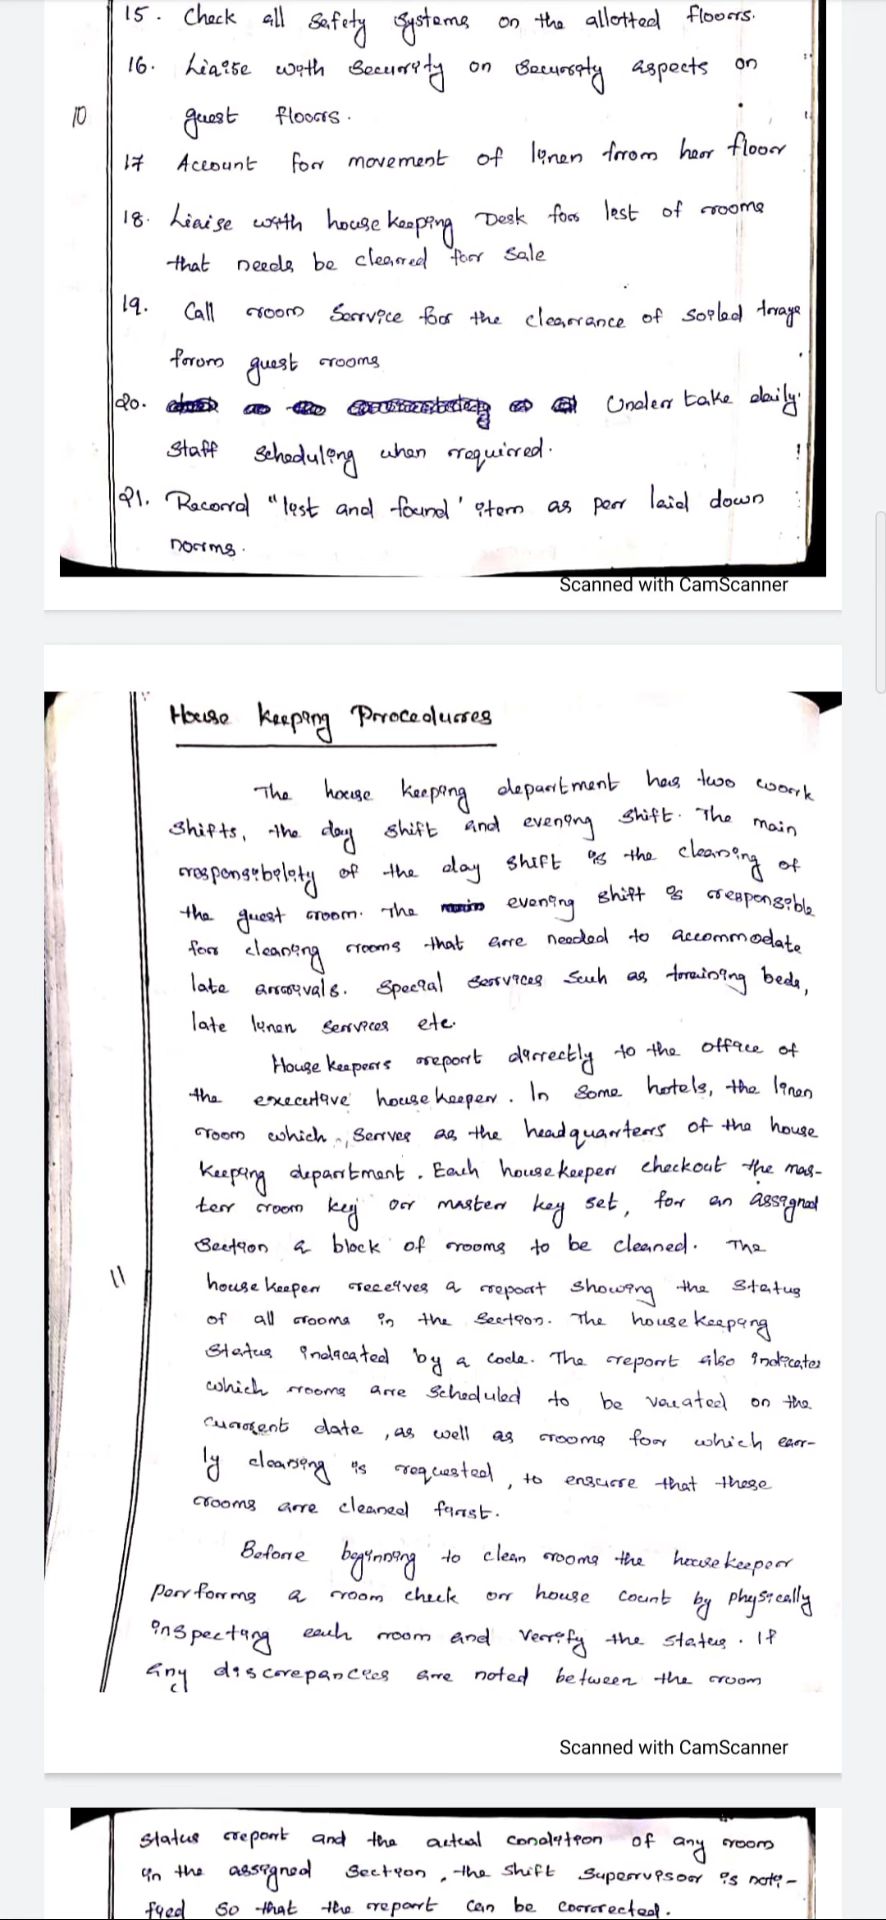 15. Check all safety systems on the allotted floors.
16. Liaise with security on security aspects on
guest floors.
10
17 Account for movement of linen from her floor
18. Liaise with house keeping Desk for list of rooms
that needs be cleared for sale
19. Call room service for the clearance of soiled trays
forom guest rooms
20. Under take daily
staff scheduling when required.
21. Record "lost and found' item as per laid down
norms.
Scanned with CamScanner
House keeping Procedures
The house keeping department has two work
shifts, the day shift and evening shift. The main
responsibility of the day shift is the cleaning of
the guest room. The evening shift is responsible
for cleaning rooms that are needed to accommodate
late arrivals. Special services such as training beds,
late linen services etc.
House keepers report directly to the office of
the executive house keeper. In some hotels, the linen
room which, serves as the headquarters of the house
keeping department. Each housekeeper checkout the mas-
ter room key or master key set, for an assigned
section a block of rooms to be cleaned. The
11
house keeper receives a report showing the status
of all rooms in the section. The house keeping
status indicated by a code. The report also indicates
which rooms are scheduled to be vacated on the
current date, as well as rooms for which ear-
ly cleaning is requested, to ensure that these
rooms are cleaned first.
Before beginning to clean rooms the housekeeper
performs a room check or house count by physically
inspecting each room and verify the status. If
any discrepancies are noted between the room
Scanned with CamScanner
status report and the actual condition of any room
in the assigned section, the shift supervisor is noti-
fied so that the report can be corrected.